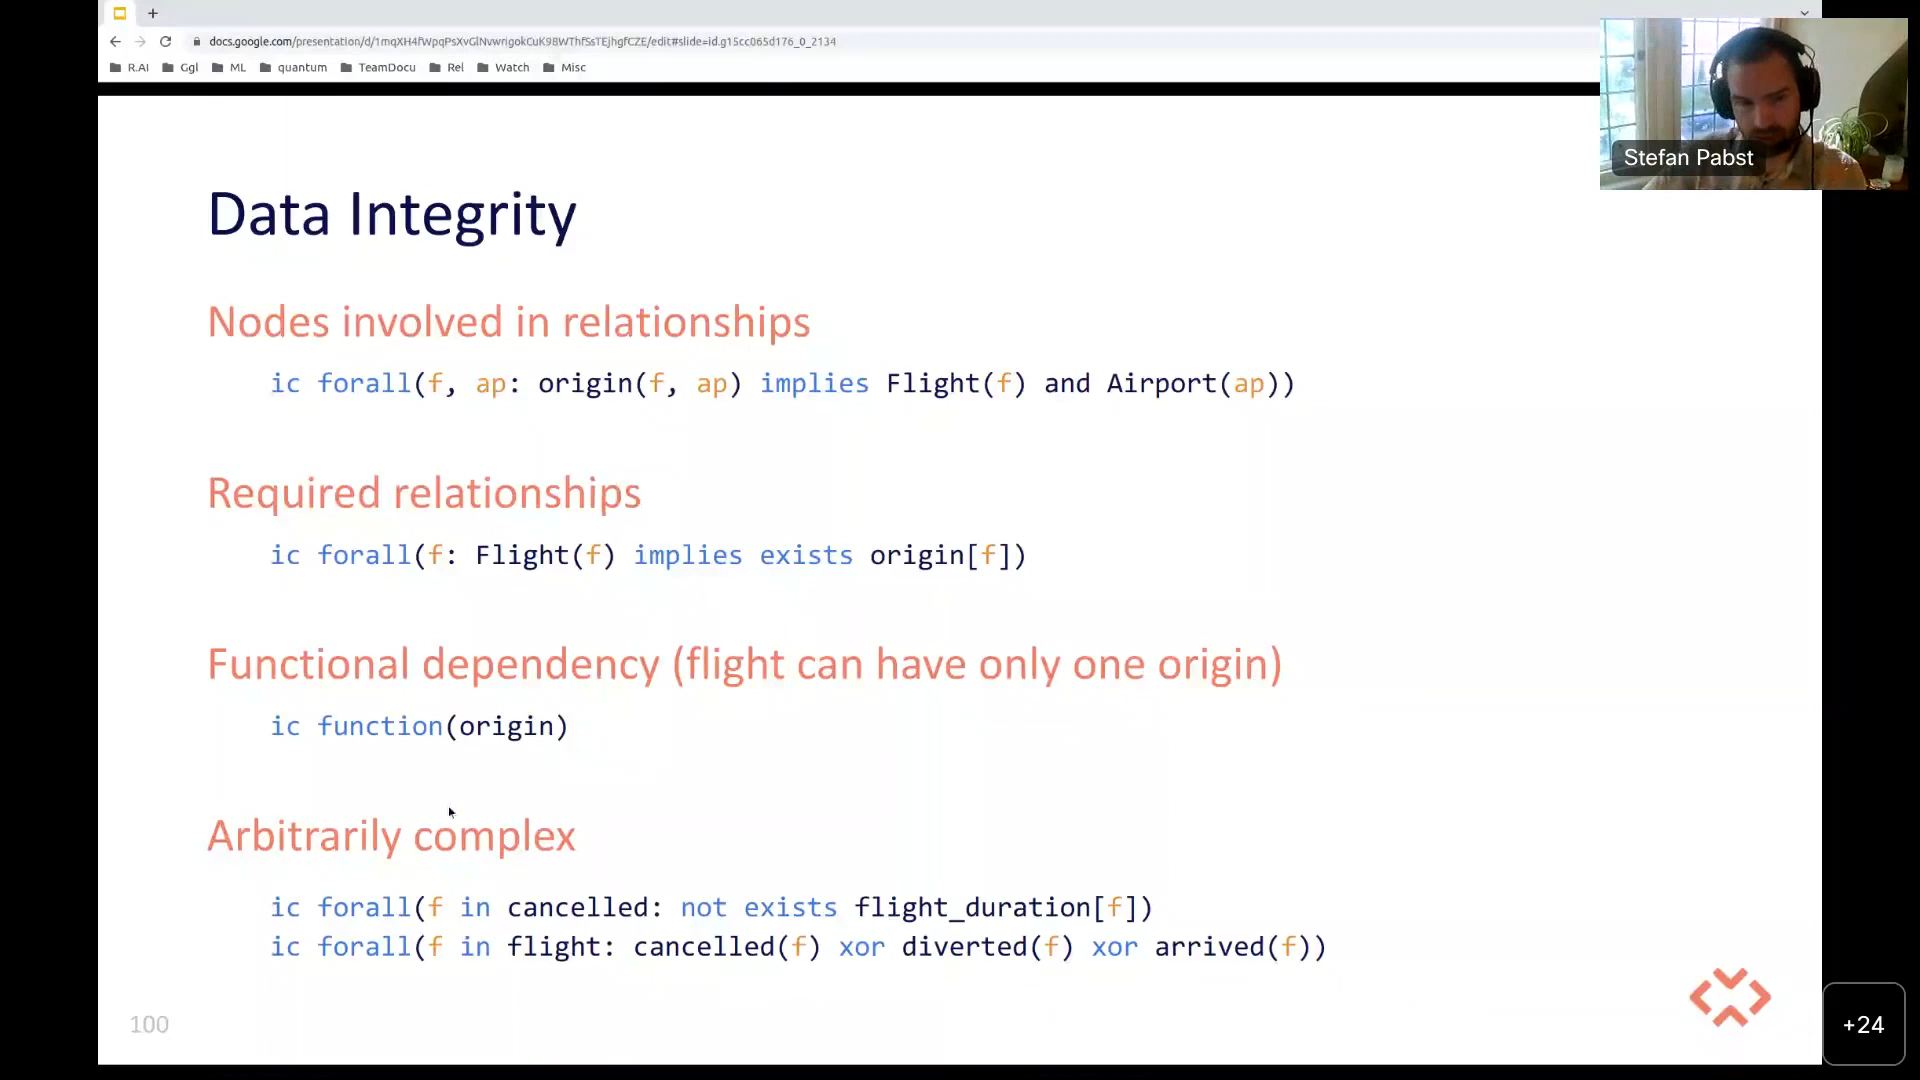 docs.google.com/presentation/d/1mqXH4fWpqPsXvGlNvwrigokCuK98WThfSsTEjhgfCZE/edit#slide=id.g15cc065d176_0_2134
R.AI Ggl ML quantum TeamDocu Rel Watch Misc
Stefan Pabst
Data Integrity
Nodes involved in relationships
ic forall(f, ap: origin(f, ap) implies Flight(f) and Airport(ap))
Required relationships
ic forall(f: Flight(f) implies exists origin[f])
Functional dependency (flight can have only one origin)
ic function(origin)
Arbitrarily complex
ic forall(f in cancelled: not exists flight_duration[f])
ic forall(f in flight: cancelled(f) xor diverted(f) xor arrived(f))
100
+24